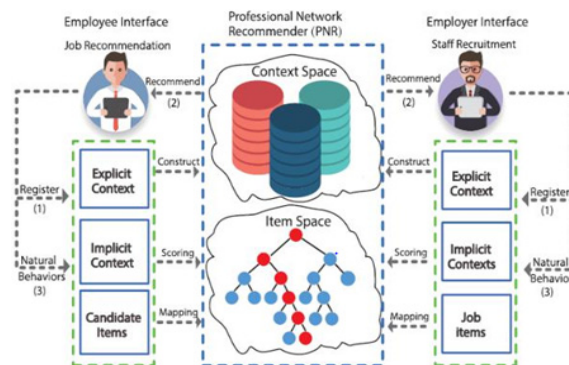 Employee Interface
Job Recommendation
Professional Network
Recommender (PNR)
Employer Interface
Staff Recruitment
Recommend
(2)
Context Space
Recommend
(2)
Explicit
Context
Construct
Construct
Explicit
Context
Register
(1)
Register
(1)
Item Space
Implicit
Context
Scoring
Scoring
Implicit
Contexts
Natural
Behaviors
(3)
Natural
Behaviors
(3)
Candidate
Items
Mapping
Mapping
Job
items